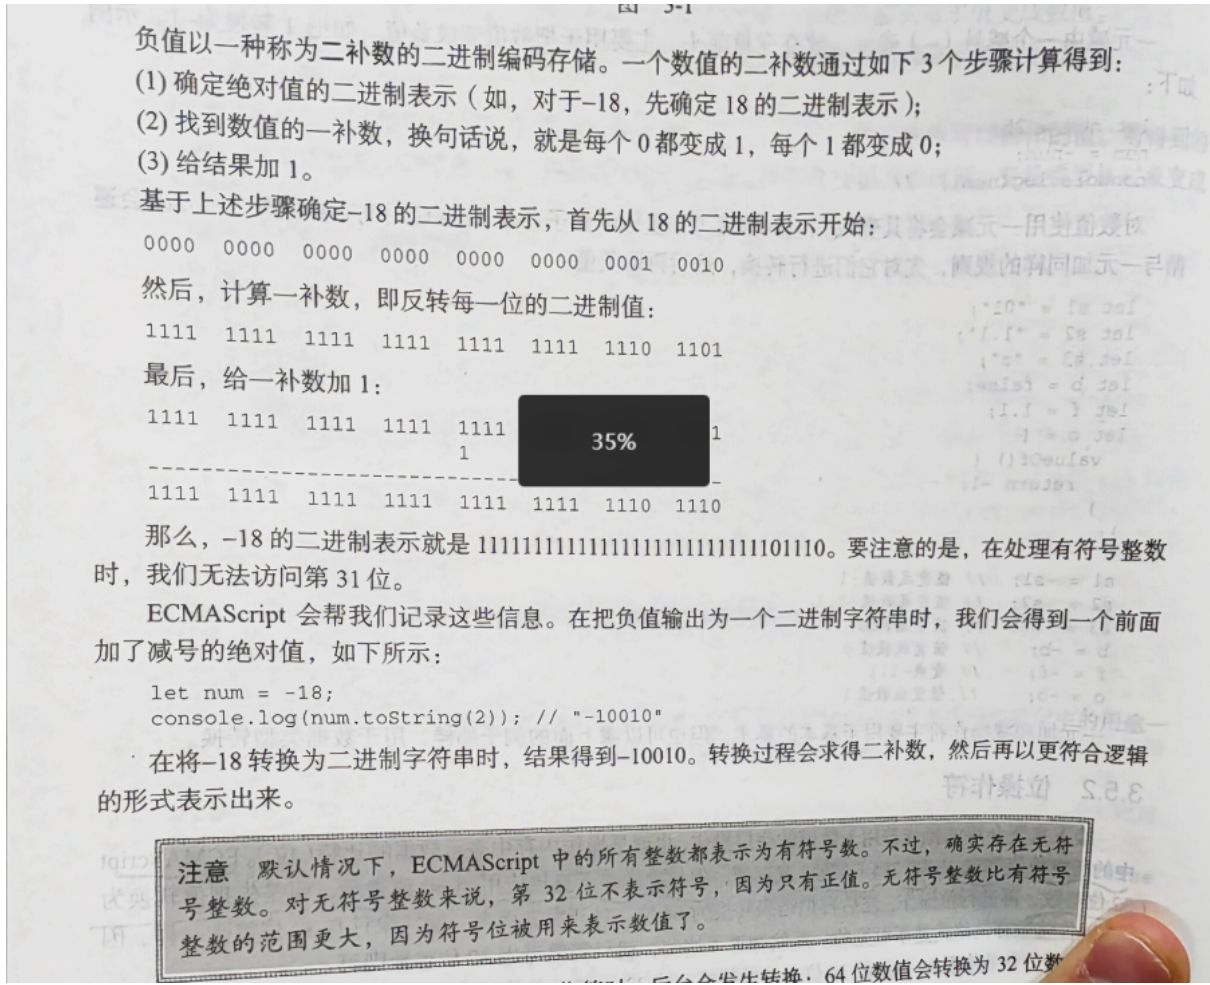 图 3-1
负值以一种称为二补数的二进制编码存储。一个数值的二补数通过如下 3 个步骤计算得到：
(1) 确定绝对值的二进制表示（如，对于–18，先确定 18 的二进制表示）；
(2) 找到数值的一补数，换句话说，就是每个 0 都变成 1，每个 1 都变成 0；
(3) 给结果加 1。
基于上述步骤确定–18 的二进制表示，首先从 18 的二进制表示开始：
0000 0000 0000 0000 0000 0000 0001 0010
然后，计算一补数，即反转每一位的二进制值：
1111 1111 1111 1111 1111 1111 1110 1101
最后，给一补数加 1：
1111 1111 1111 1111 1111 1
1
35%
1111 1111 1111 1111 1111 1111 1110 1110
那么，–18 的二进制表示就是 11111111111111111111111111101110。要注意的是，在处理有符号整数
时，我们无法访问第 31 位。
ECMAScript 会帮我们记录这些信息。在把负值输出为一个二进制字符串时，我们会得到一个前面
加了减号的绝对值，如下所示：
let num = -18;
console.log(num.toString(2)); // "-10010"
在将–18 转换为二进制字符串时，结果得到–10010。转换过程会求得二补数，然后再以更符合逻辑
的形式表示出来。
注意 默认情况下，ECMAScript 中的所有整数都表示为有符号数。不过，确实存在无符
号整数。对无符号整数来说，第 32 位不表示符号，因为只有正值。无符号整数比有符号
整数的范围更大，因为符号位被用来表示数值了。
后台会发生转换：64 位数值会转换为 32 位数